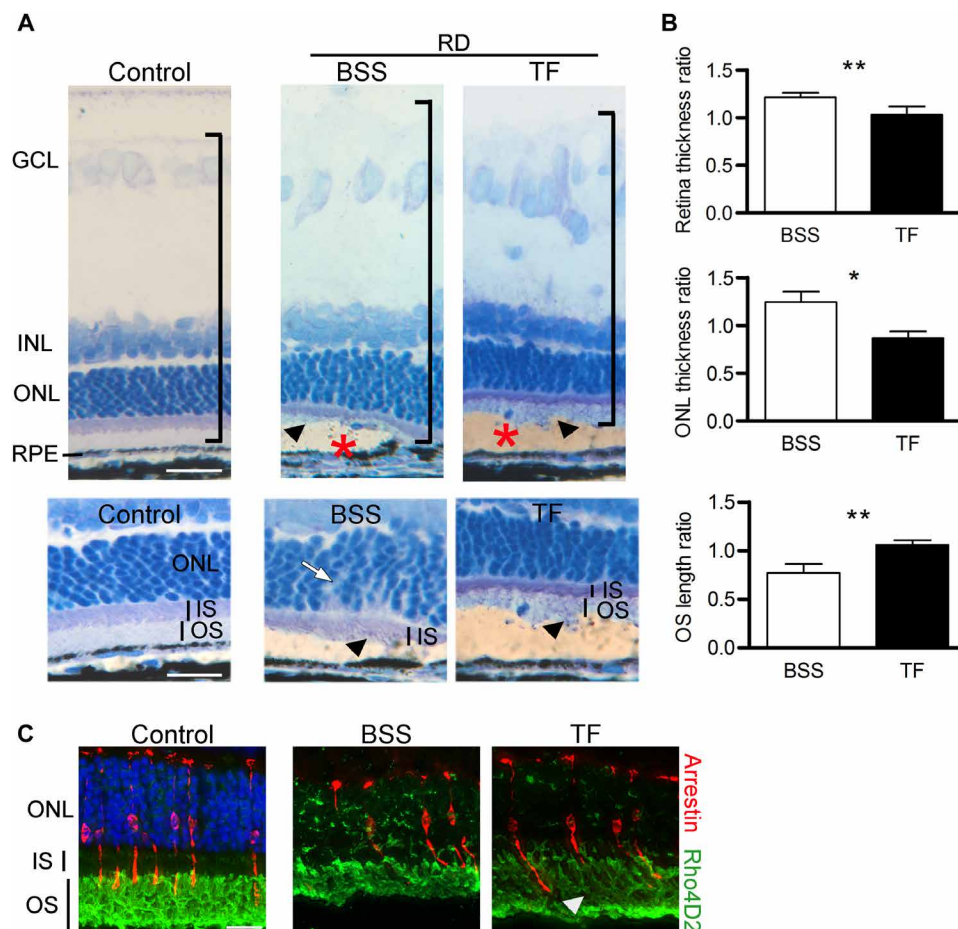 A
RD
Control
BSS
TF
GCL
INL
ONL
RPE
*
*
Control
BSS
TF
ONL
IS
OS
IS
IS
OS
B
Retina thickness ratio
1.5
1.0
0.5
0.0
**
BSS
TF
ONL thickness ratio
1.5
1.0
0.5
0.0
*
BSS
TF
OS length ratio
1.5
1.0
0.5
0.0
**
BSS
TF
C
Control
BSS
TF
ONL
IS
OS
Arrestin
Rho4D2